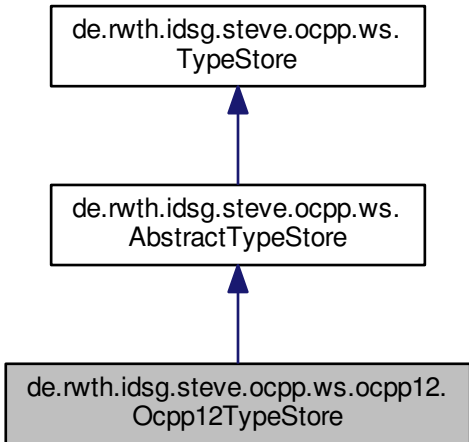 de.rwth.idsg.steve.ocpp.ws.
TypeStore
de.rwth.idsg.steve.ocpp.ws.
AbstractTypeStore
de.rwth.idsg.steve.ocpp.ws.ocpp12.
Ocpp12TypeStore